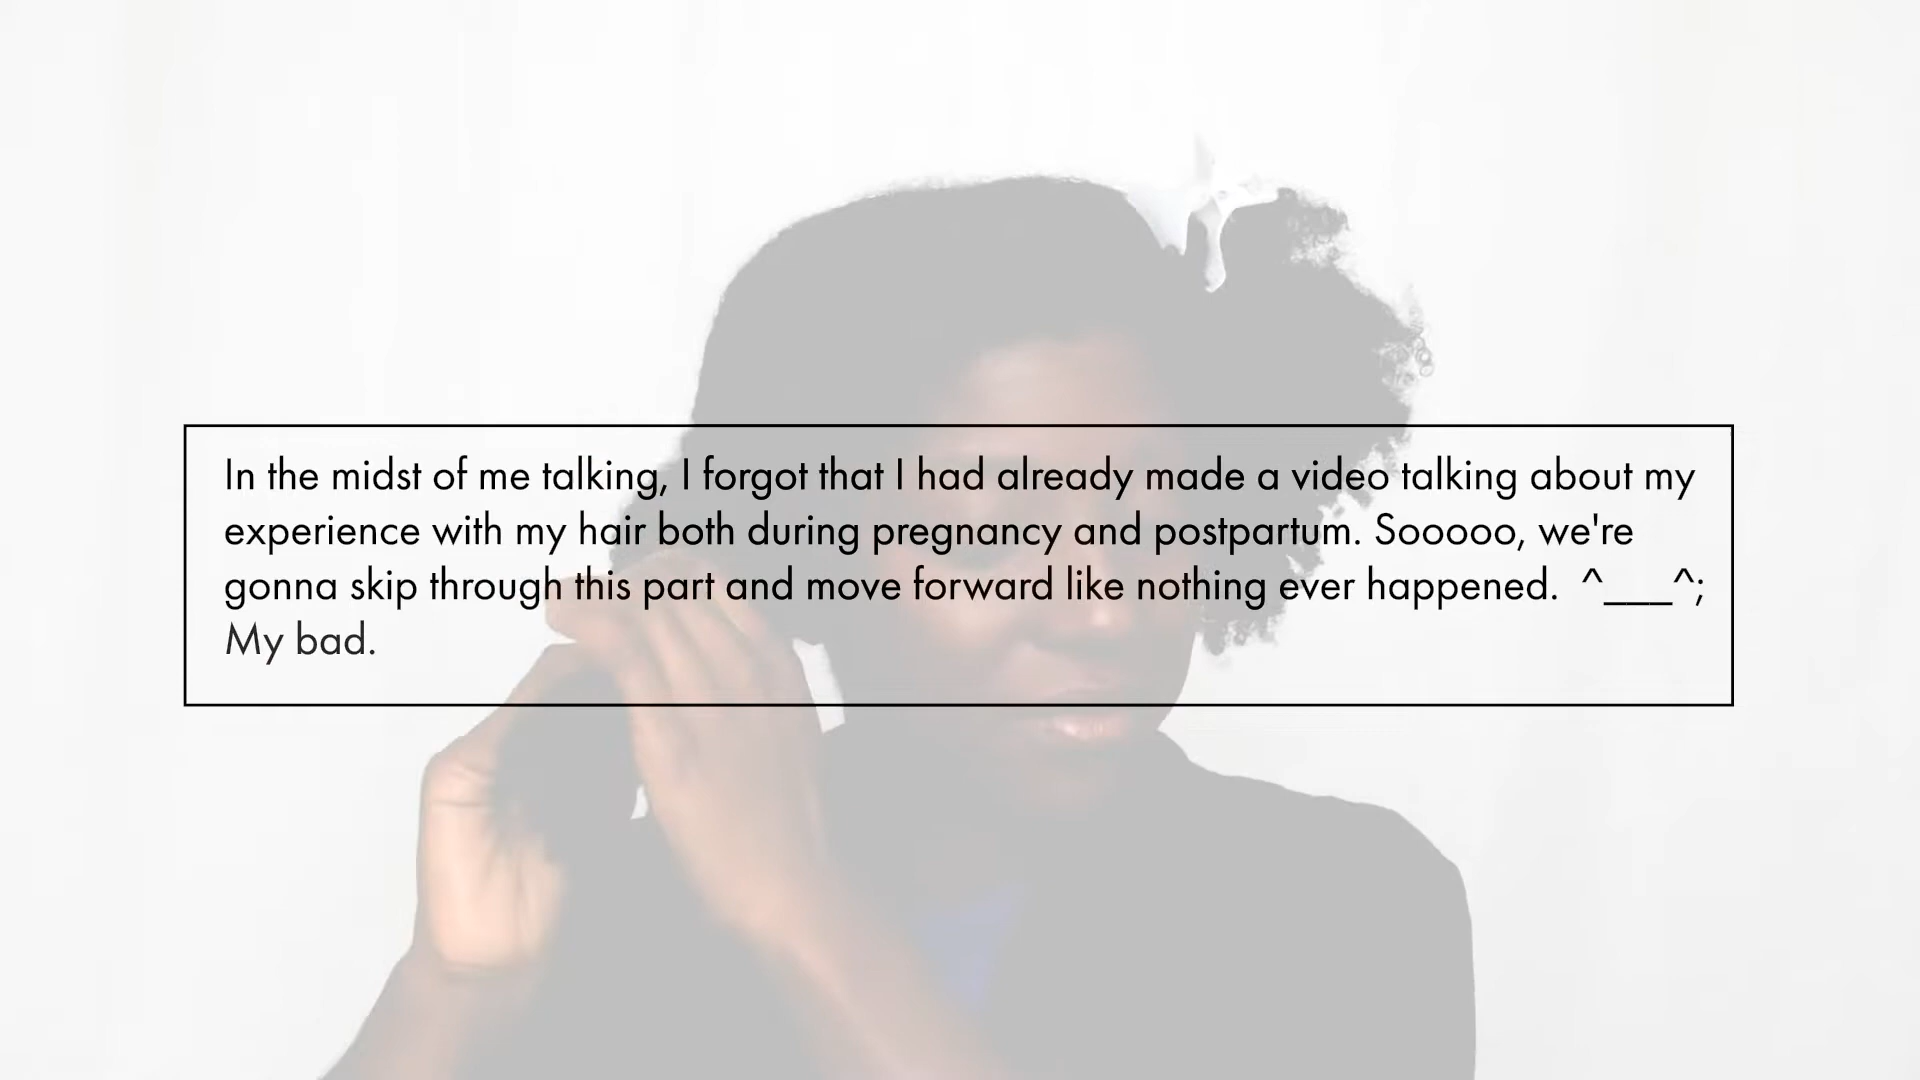 In the midst of me talking, I forgot that I had already made a video talking about my
experience with my hair both during pregnancy and postpartum. Sooooo, we're
gonna skip through this part and move forward like nothing ever happened.  ^___^;
My bad.